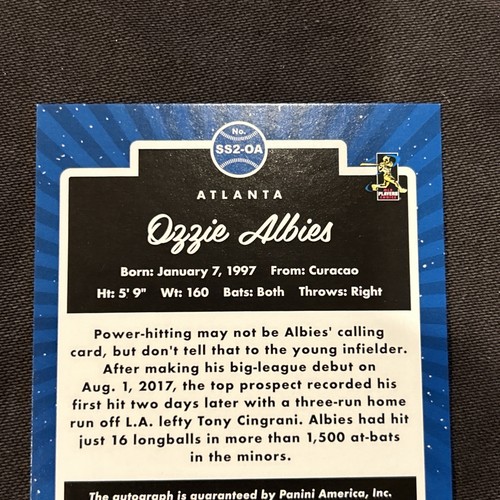 No.
SS2-OA
ATLANTA
Ozzie Albies
Born: January 7, 1997 From: Curacao
Ht: 5' 9" Wt: 160 Bats: Both Throws: Right
Power-hitting may not be Albies' calling
card, but don't tell that to the young infielder.
After making his big-league debut on
Aug. 1, 2017, the top prospect recorded his
first hit two days later with a three-run home
run off L.A. lefty Tony Cingrani. Albies had hit
just 16 longballs in more than 1,500 at-bats
in the minors.
The autograph is guaranteed by Panini America, Inc.